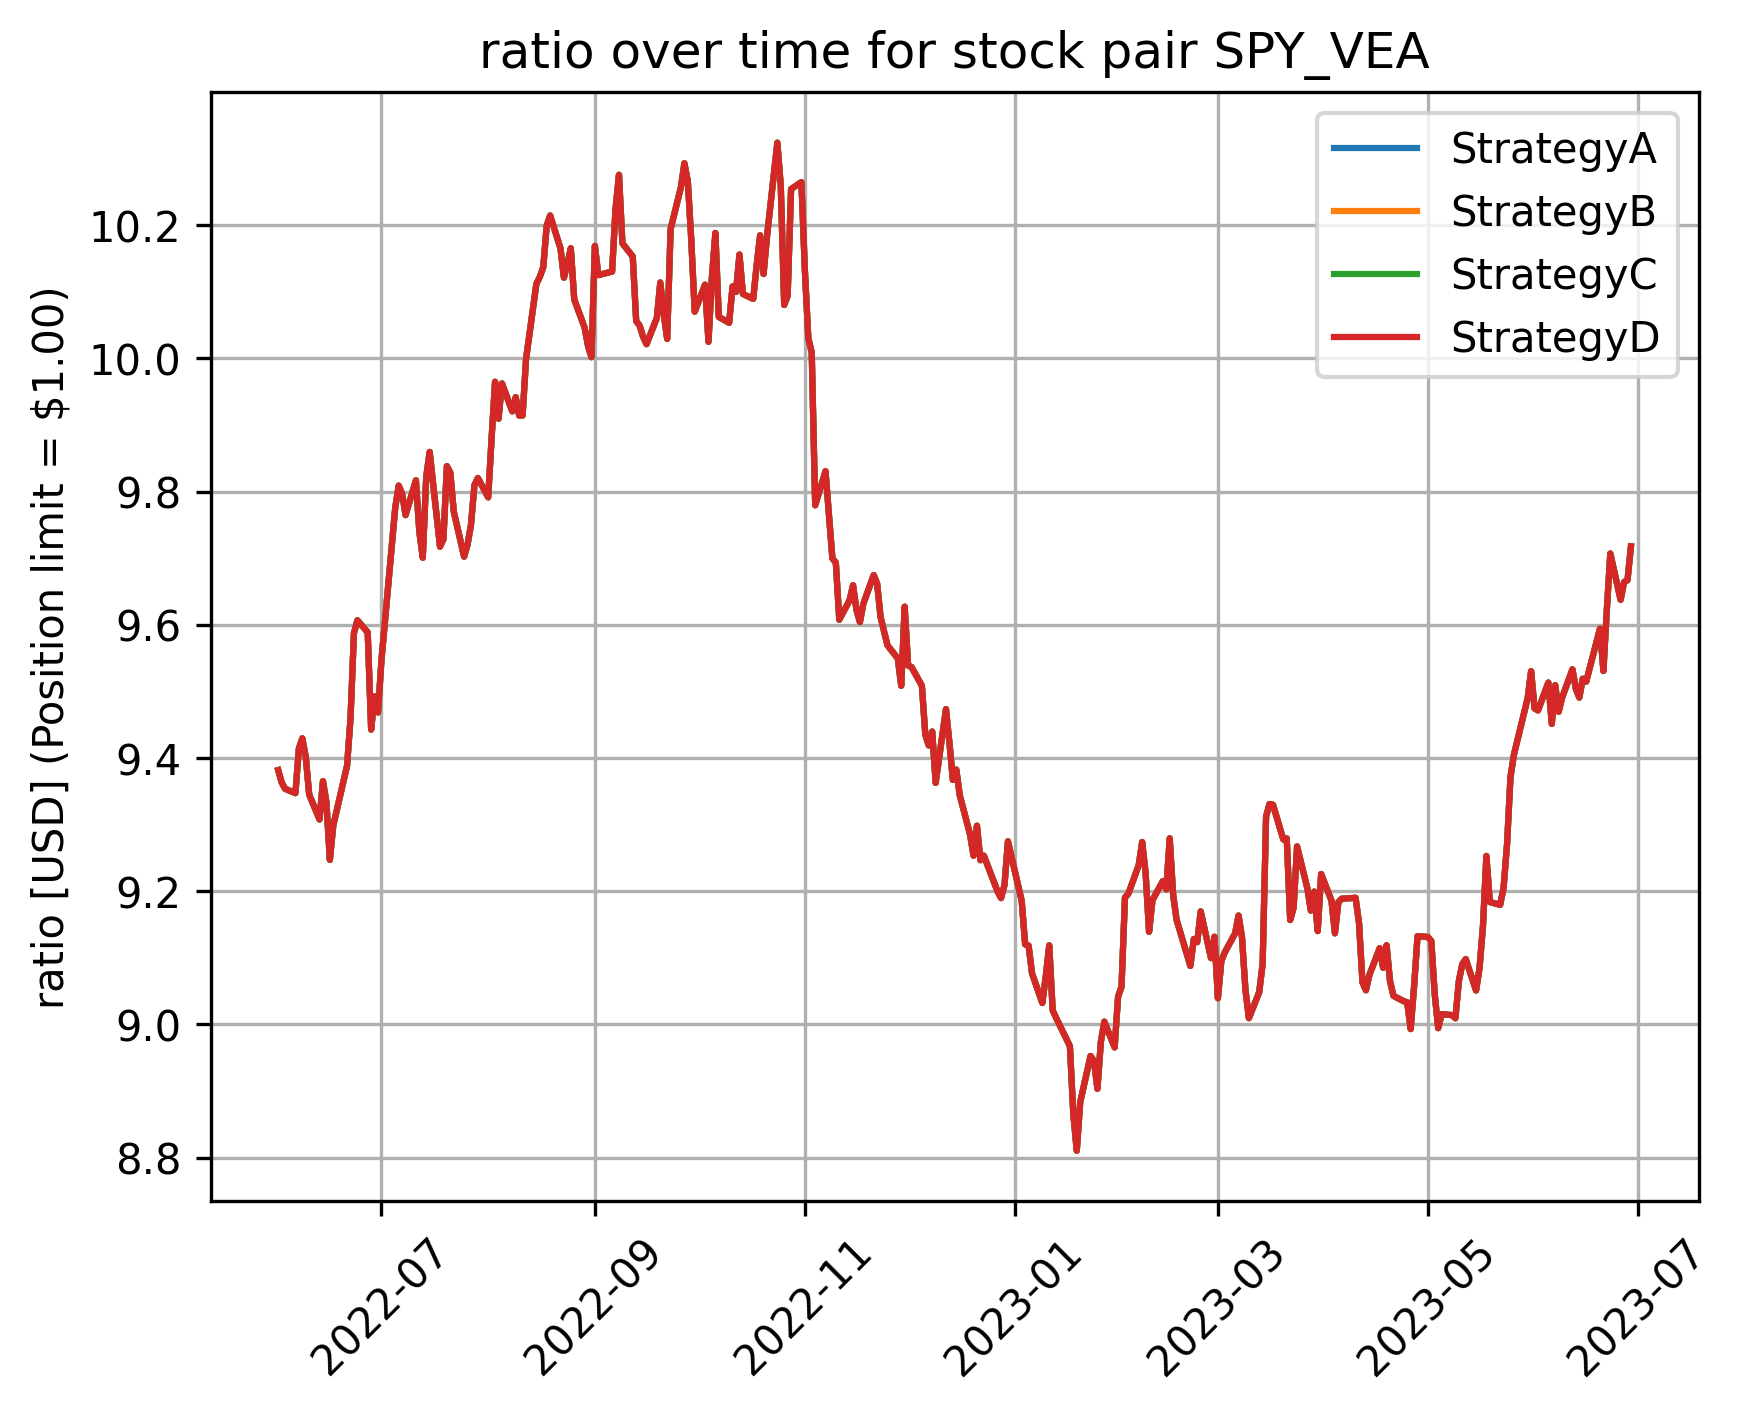 ratio over time for stock pair SPY_VEA
StrategyA
StrategyB
StrategyC
StrategyD
ratio [USD] (Position limit = $1.00)
10.2
10.0
9.8
9.6
9.4
9.2
9.0
8.8
2022-07
2022-09
2022-11
2023-01
2023-03
2023-05
2023-07